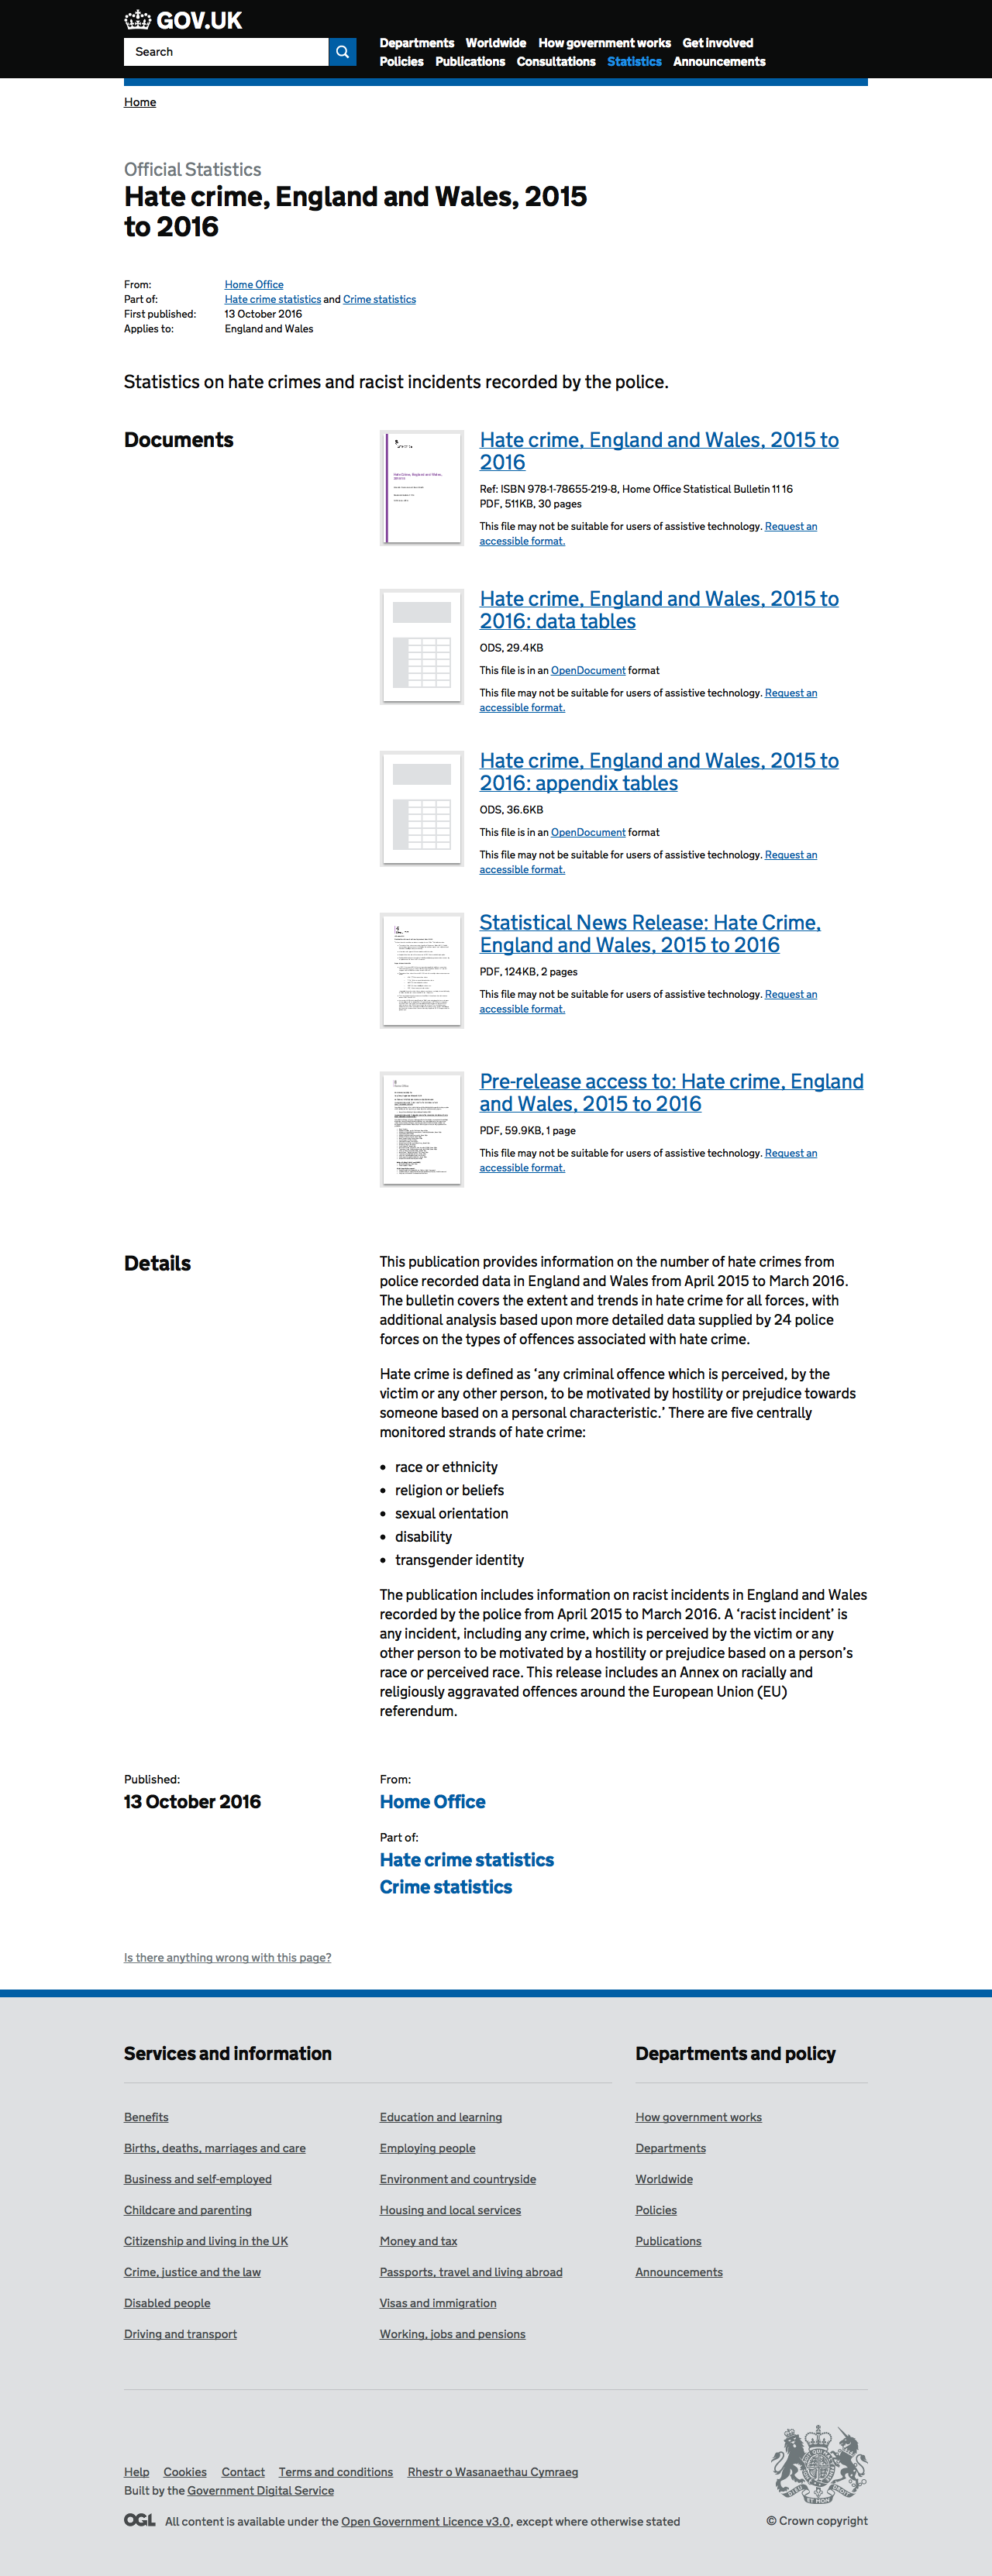 GOV.UK
Search
Departments Worldwide How government works Get involved
Policies Publications Consultations Statistics Announcements
Home
Official Statistics
Hate crime, England and Wales, 2015
to 2016
From: Home Office
Part of: Hate crime statistics and Crime statistics
First published: 13 October 2016
Applies to: England and Wales
Statistics on hate crimes and racist incidents recorded by the police.
Documents
Hate crime, England and Wales, 2015 to
2016
Ref: ISBN 978-1-78655-219-8, Home Office Statistical Bulletin 11 16
PDF, 511KB, 30 pages
This file may not be suitable for users of assistive technology. Request an
accessible format.
Hate crime, England and Wales, 2015 to
2016: data tables
ODS, 29.4KB
This file is in an OpenDocument format
This file may not be suitable for users of assistive technology. Request an
accessible format.
Hate crime, England and Wales, 2015 to
2016: appendix tables
ODS, 36.6KB
This file is in an OpenDocument format
This file may not be suitable for users of assistive technology. Request an
accessible format.
Statistical News Release: Hate Crime,
England and Wales, 2015 to 2016
PDF, 124KB, 2 pages
This file may not be suitable for users of assistive technology. Request an
accessible format.
Pre-release access to: Hate crime, England
and Wales, 2015 to 2016
PDF, 59.9KB, 1 page
This file may not be suitable for users of assistive technology. Request an
accessible format.
Details
This publication provides information on the number of hate crimes from
police recorded data in England and Wales from April 2015 to March 2016.
The bulletin covers the extent and trends in hate crime for all forces, with
additional analysis based upon more detailed data supplied by 24 police
forces on the types of offences associated with hate crime.
Hate crime is defined as ‘any criminal offence which is perceived, by the
victim or any other person, to be motivated by hostility or prejudice towards
someone based on a personal characteristic.’ There are five centrally
monitored strands of hate crime:
• race or ethnicity
• religion or beliefs
• sexual orientation
• disability
• transgender identity
The publication includes information on racist incidents in England and Wales
recorded by the police from April 2015 to March 2016. A ‘racist incident’ is
any incident, including any crime, which is perceived by the victim or any
other person to be motivated by a hostility or prejudice based on a person’s
race or perceived race. This release includes an Annex on racially and
religiously aggravated offences around the European Union (EU)
referendum.
Published:
13 October 2016
From:
Home Office
Part of:
Hate crime statistics
Crime statistics
Is there anything wrong with this page?
Services and information
Benefits
Births, deaths, marriages and care
Business and self-employed
Childcare and parenting
Citizenship and living in the UK
Crime, justice and the law
Disabled people
Driving and transport
Education and learning
Employing people
Environment and countryside
Housing and local services
Money and tax
Passports, travel and living abroad
Visas and immigration
Working, jobs and pensions
Departments and policy
How government works
Departments
Worldwide
Policies
Publications
Announcements
Help Cookies Contact Terms and conditions Rhestr o Wasanaethau Cymraeg
Built by the Government Digital Service
OGL All content is available under the Open Government Licence v3.0, except where otherwise stated
© Crown copyright